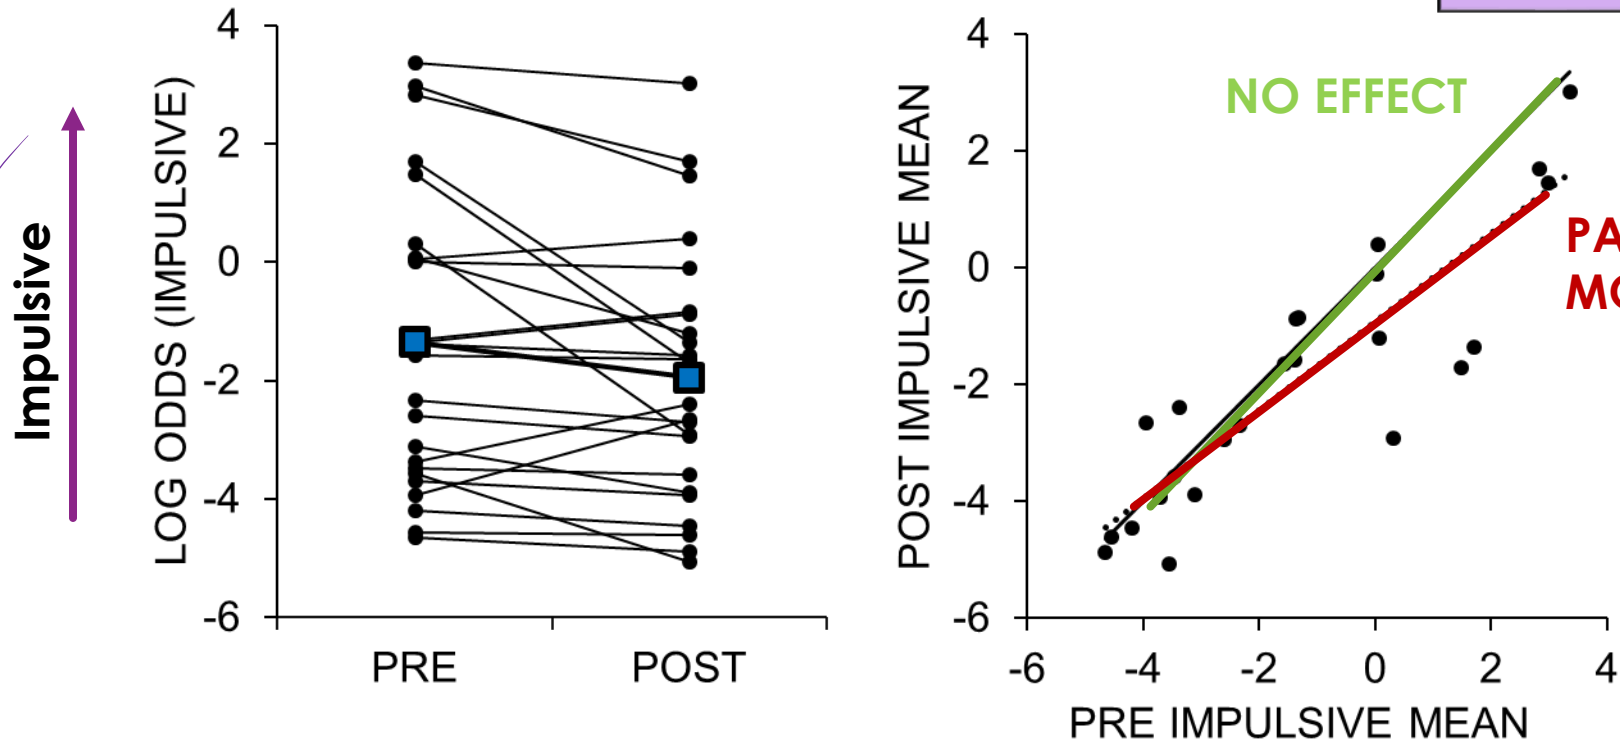 Impulsive
LOG ODDS (IMPULSIVE)
4
2
0
-2
-4
-6
PRE
POST
POST IMPULSIVE MEAN
4
2
0
-2
-4
-6
NO EFFECT
-6
-4
-2
0
2
4
PRE IMPULSIVE MEAN